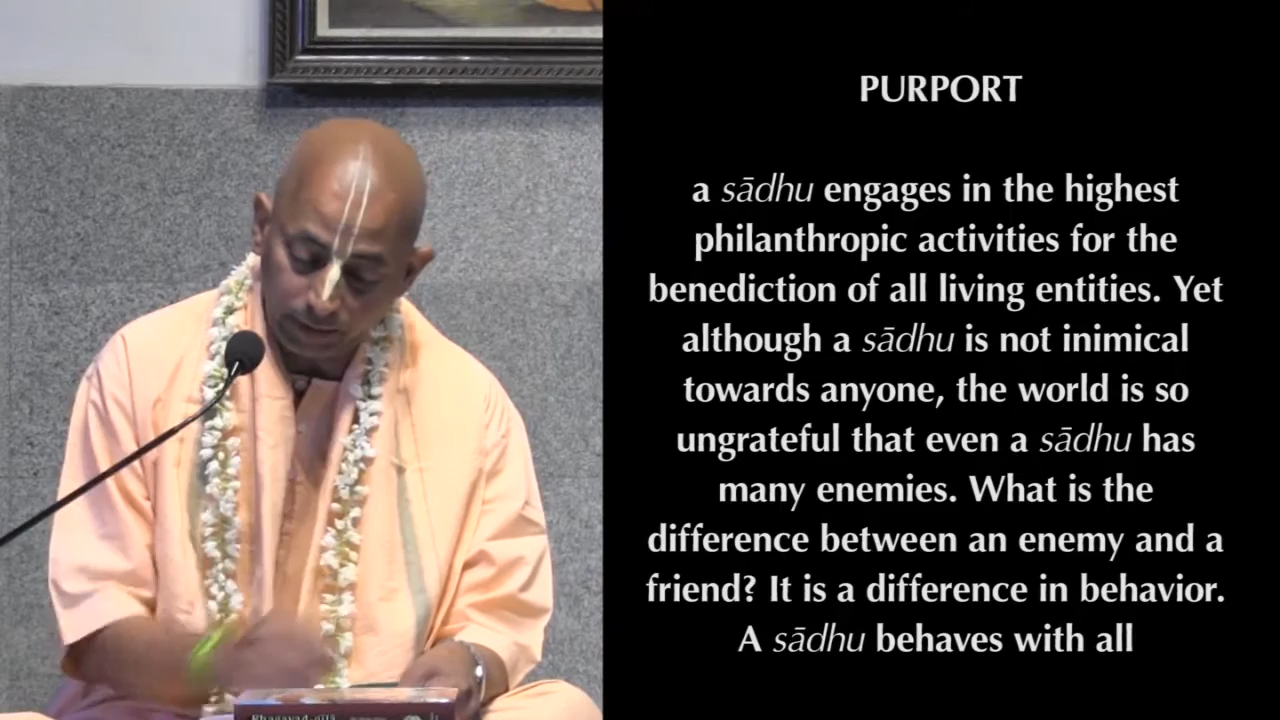 PURPORT
a sādhu engages in the highest
philanthropic activities for the
benediction of all living entities. Yet
although a sādhu is not inimical
towards anyone, the world is so
ungrateful that even a sādhu has
many enemies. What is the
difference between an enemy and a
friend? It is a difference in behavior.
A sādhu behaves with all
Bhagavad-gītā